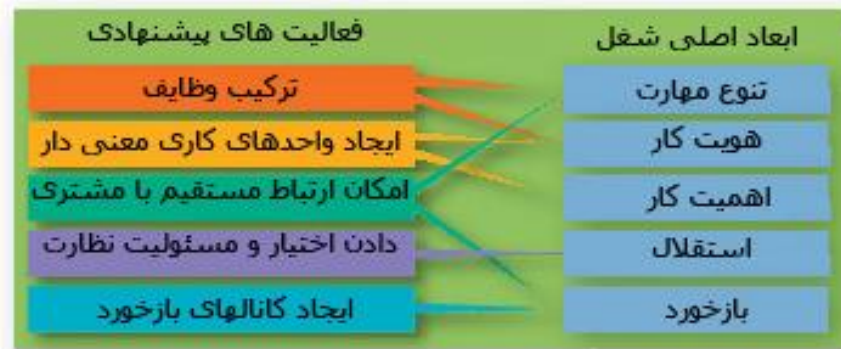 ابعاد اصلی شغل
فعالیت های پیشنهادی
تنوع مهارت
ترکیب وظایف
هویت کار
ایجاد واحدهای کاری معنی دار
اهمیت کار
امکان ارتباط مستقیم با مشتری
استقلال
دادن اختیار و مسئولیت نظارت
بازخورد
ایجاد کانالهای بازخورد